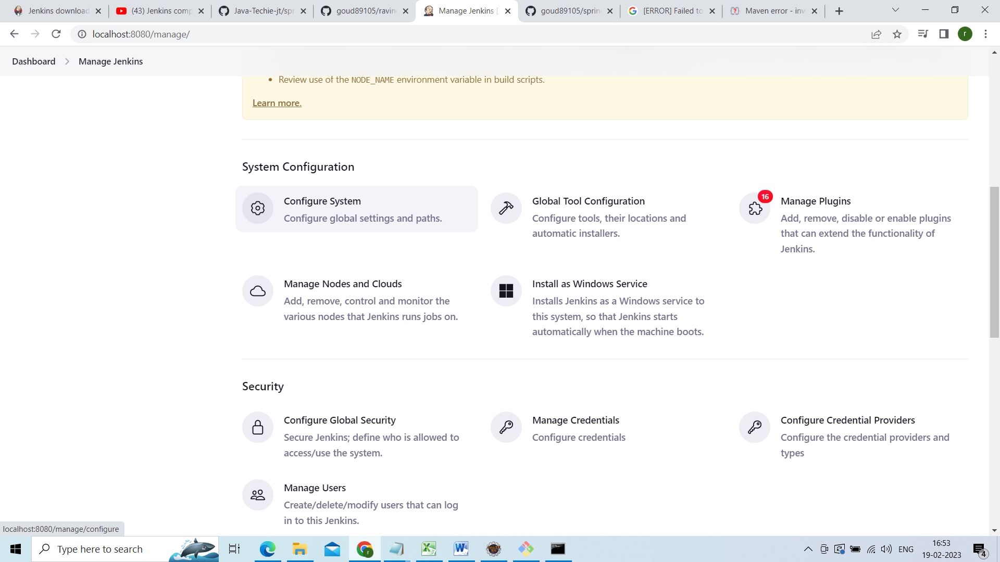 Jenkins download
(43) Jenkins comp
Java-Techie-jt/spr
goud89105/ravin
Manage Jenkins [
goud89105/sprin
[ERROR] Failed to
Maven error - inv
localhost:8080/manage/
r
Dashboard
Manage Jenkins
• Review use of the NODE_NAME environment variable in build scripts.
Learn more.
System Configuration
Configure System
Configure global settings and paths.
Global Tool Configuration
Configure tools, their locations and
automatic installers.
16
Manage Plugins
Add, remove, disable or enable plugins
that can extend the functionality of
Jenkins.
Manage Nodes and Clouds
Add, remove, control and monitor the
various nodes that Jenkins runs jobs on.
Install as Windows Service
Installs Jenkins as a Windows service to
this system, so that Jenkins starts
automatically when the machine boots.
Security
Configure Global Security
Secure Jenkins; define who is allowed to
access/use the system.
Manage Credentials
Configure credentials
Configure Credential Providers
Configure the credential providers and
types
Manage Users
Create/delete/modify users that can log
in to this Jenkins.
localhost:8080/manage/configure
Type here to search
ENG
16:53
19-02-2023
4